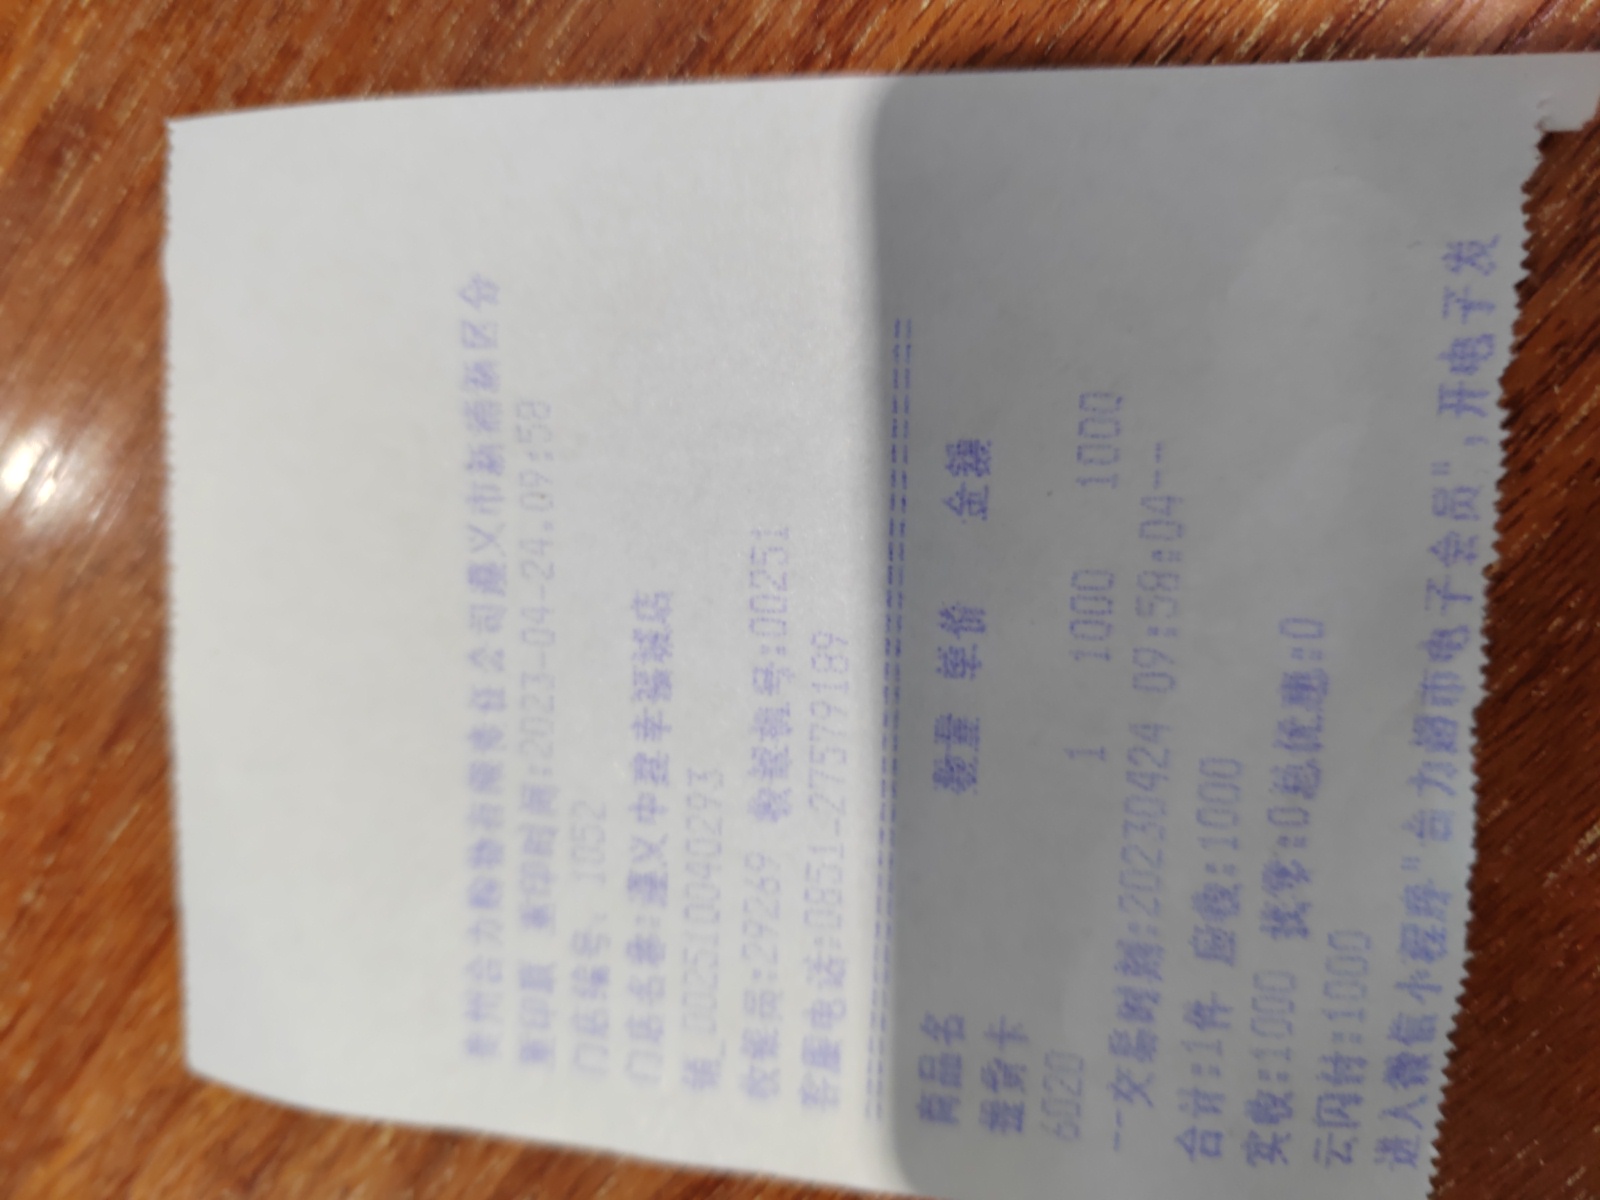 贵州合力购物有限责任公司遵义市新蒲新区分
重印票 重印时间:2023-04-24.09:58
门店编号: 1052
门店名称:遵义中建幸福城店
销_00251004029​3
收银员:29269 收银机号:00251
客服电话:0851-27579189
商品名 数量 单价 金额
提货卡
6020 1 1000 1000
--交易时刻:20230424 09:58:04--
合计:1件 应收:1000
实收:1000 找零:0总优惠:0
云闪付:1000
进入微信小程序"合力超市电子会员",开电子发